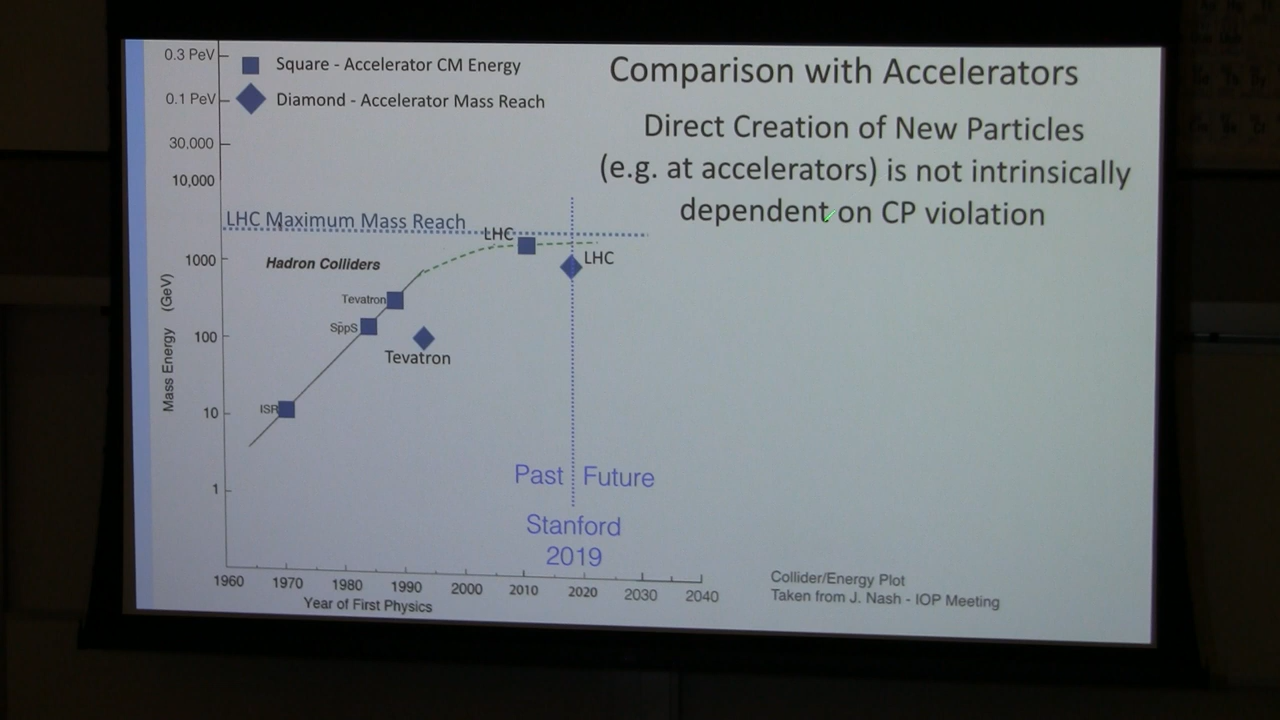 0.3 PeV
0.1 PeV
30,000
10,000
1000
100
10
1
Mass Energy (GeV)
Square - Accelerator CM Energy
Diamond - Accelerator Mass Reach
Comparison with Accelerators
Direct Creation of New Particles
(e.g. at accelerators) is not intrinsically
dependent on CP violation
LHC Maximum Mass Reach
LHC
LHC
Hadron Colliders
Tevatron
Sp̄pS
Tevatron
ISR
Past Future
Stanford
2019
1960 1970 1980 1990 2000 2010 2020 2030 2040
Year of First Physics
Collider/Energy Plot
Taken from J. Nash - IOP Meeting